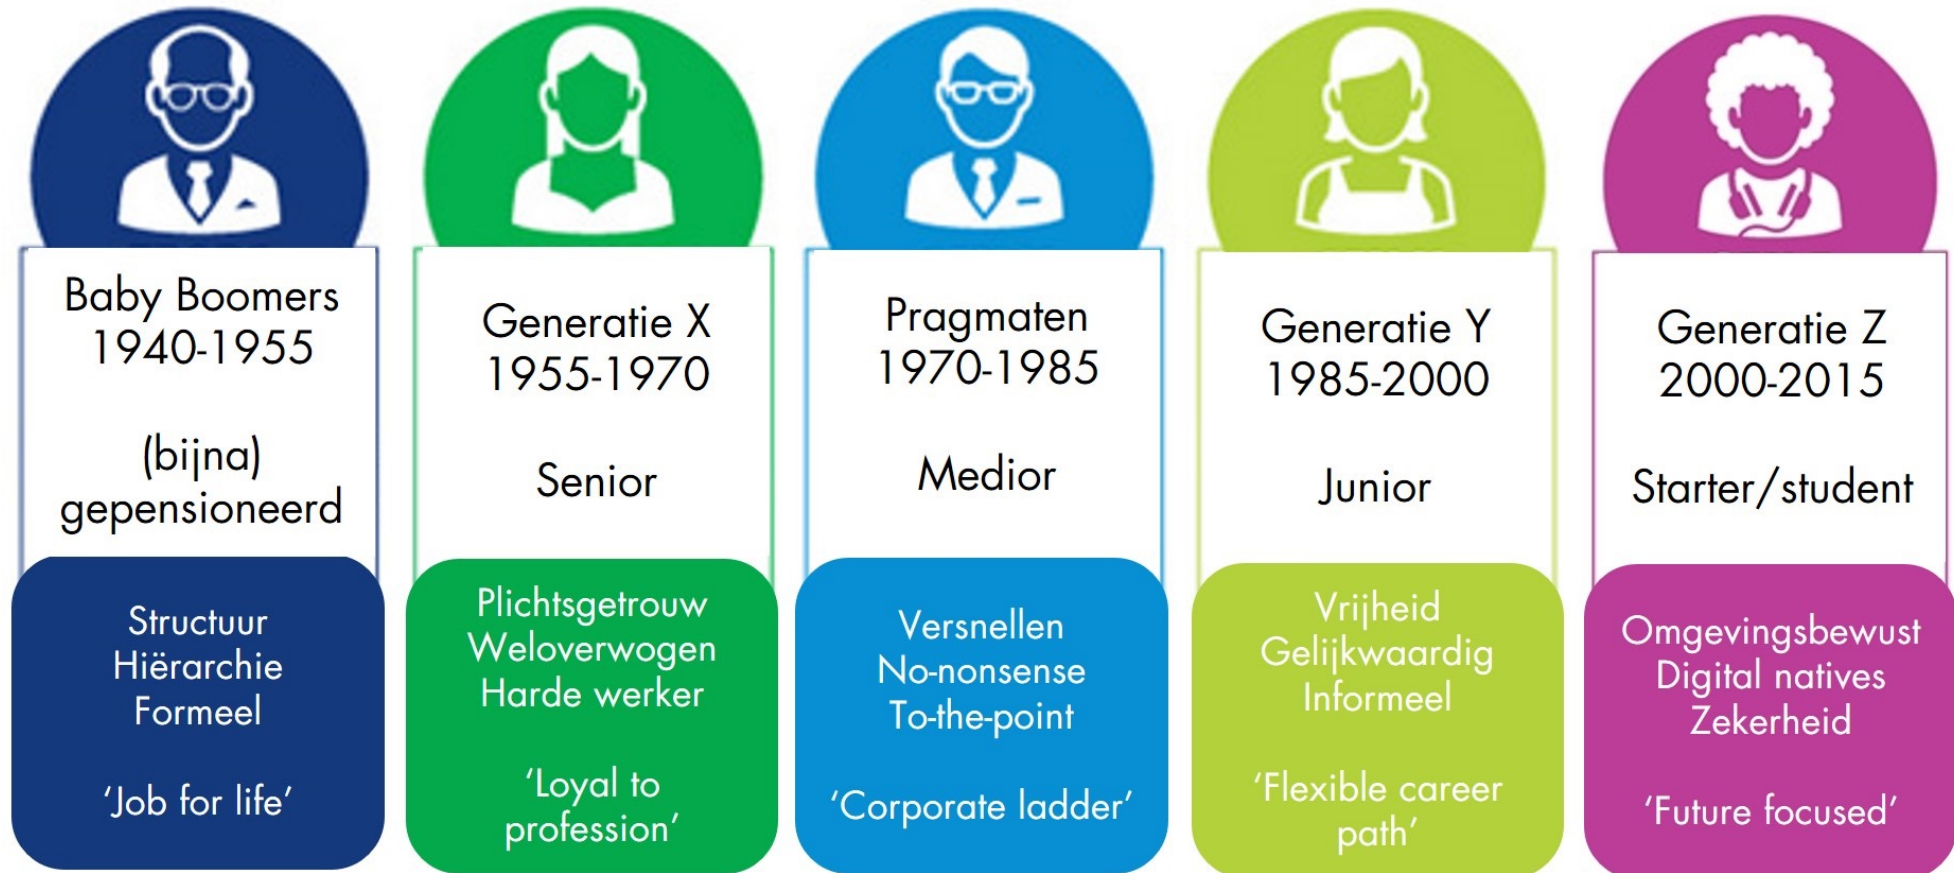 Baby Boomers
1940-1955
(bijna)
gepensioneerd
Structuur
Hiërarchie
Formeel
‘Job for life’
Generatie X
1955-1970
Senior
Plichtsgetrouw
Weloverwogen
Harde werker
‘Loyal to
profession’
Pragmaten
1970-1985
Medior
Versnellen
No-nonsense
To-the-point
‘Corporate ladder’
Generatie Y
1985-2000
Junior
Vrijheid
Gelijkwaardig
Informeel
‘Flexible career
path’
Generatie Z
2000-2015
Starter/student
Omgevingsbewust
Digital natives
Zekerheid
‘Future focused’